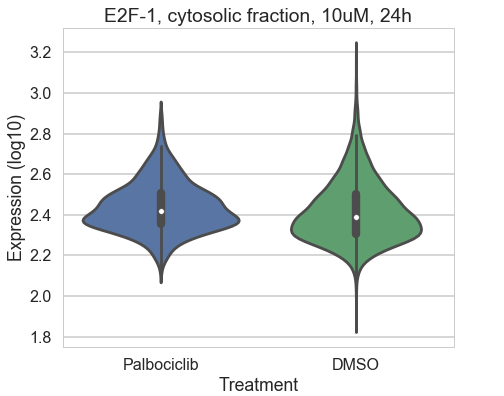 E2F-1, cytosolic fraction, 10uM, 24h
3.2
3.0
2.8
2.6
2.4
2.2
2.0
1.8
Expression (log10)
Palbociclib
DMSO
Treatment